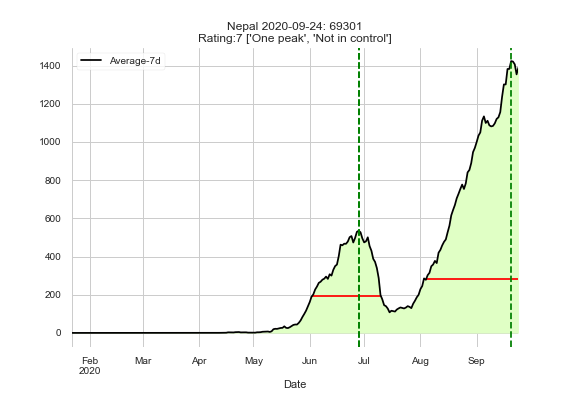 Nepal 2020-09-24: 69301
Rating:7 ['One peak', 'Not in control']
Average-7d
1400
1200
1000
800
600
400
200
0
Feb Mar Apr May Jun Jul Aug Sep
2020
Date